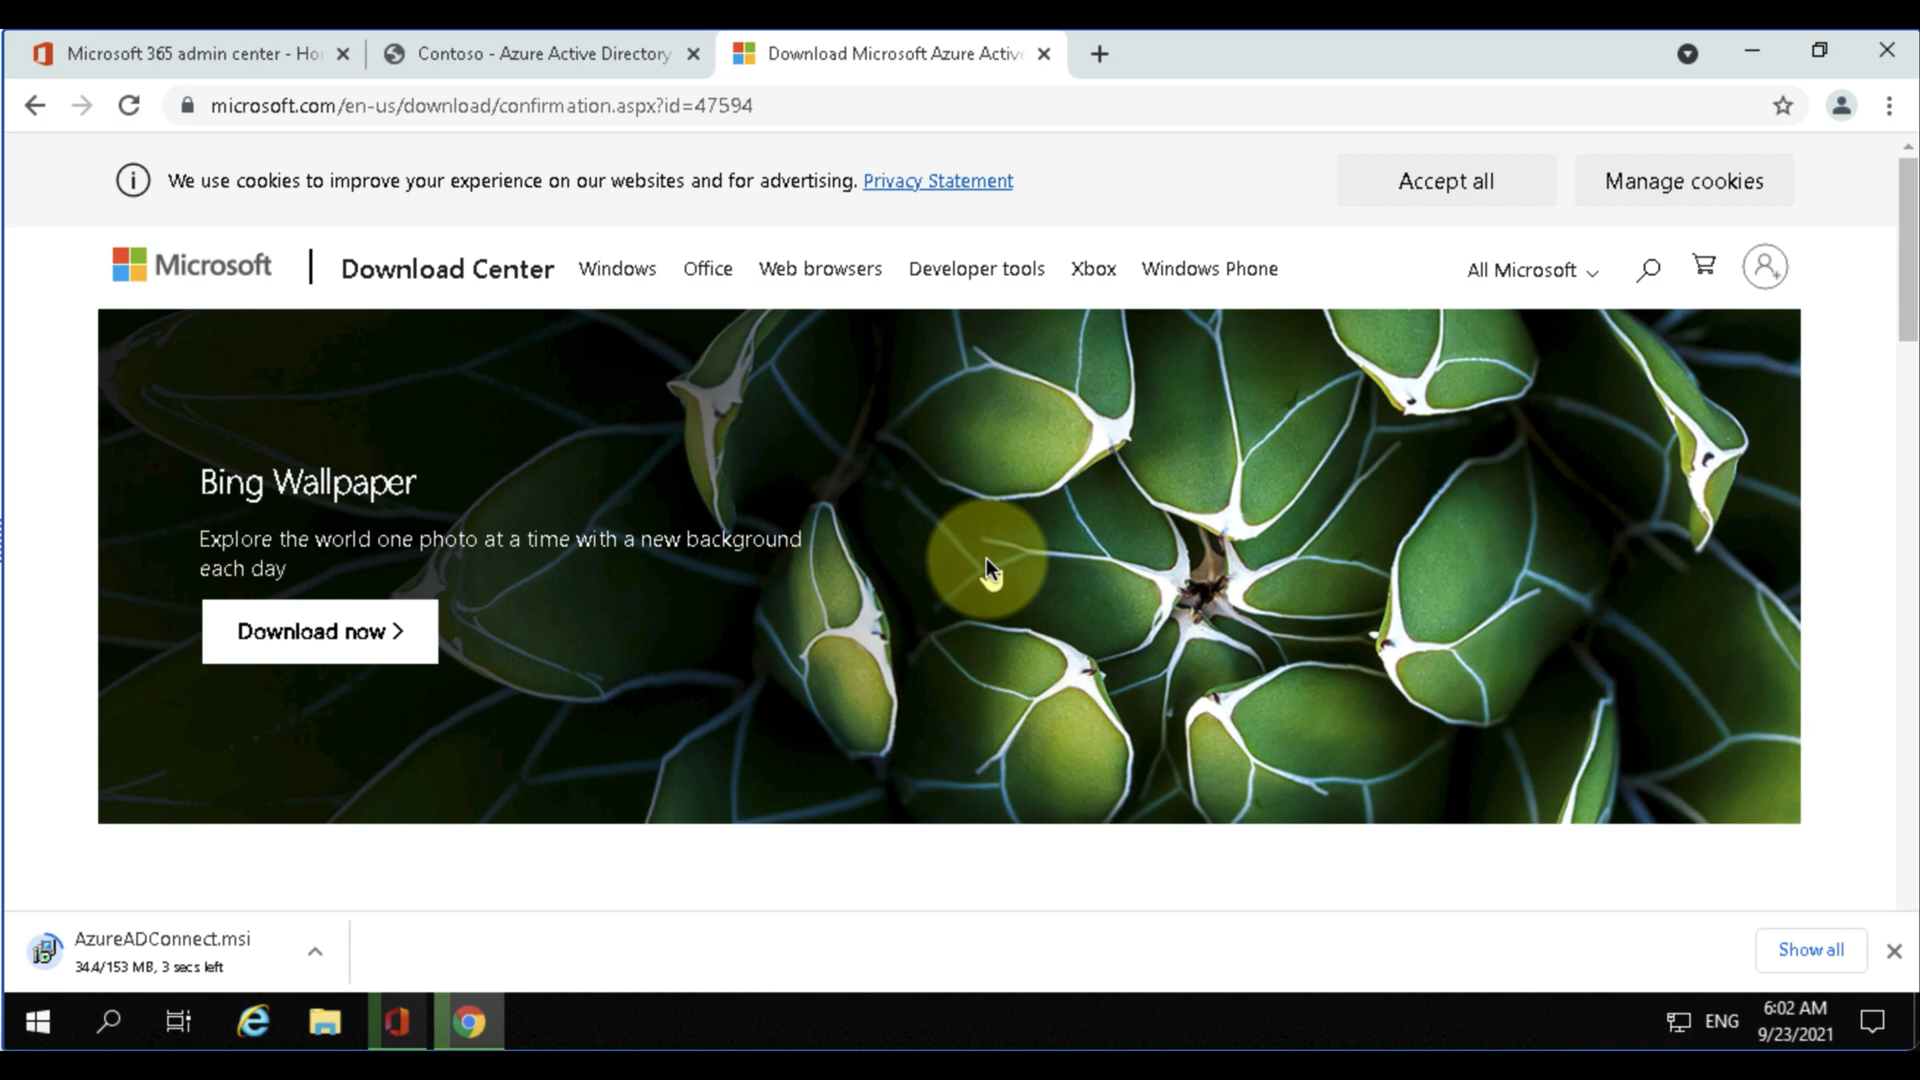 Microsoft 365 admin center - Ho
Contoso - Azure Active Directory
Download Microsoft Azure Activ
microsoft.com/en-us/download/confirmation.aspx?id=47594
We use cookies to improve your experience on our websites and for advertising. Privacy Statement
Accept all
Manage cookies
Microsoft
Download Center
Windows
Office
Web browsers
Developer tools
Xbox
Windows Phone
All Microsoft
Bing Wallpaper
Explore the world one photo at a time with a new background
each day
Download now >
AzureADConnect.msi
34.4/153 MB, 3 secs left
Show all
ENG
6:02 AM
9/23/2021